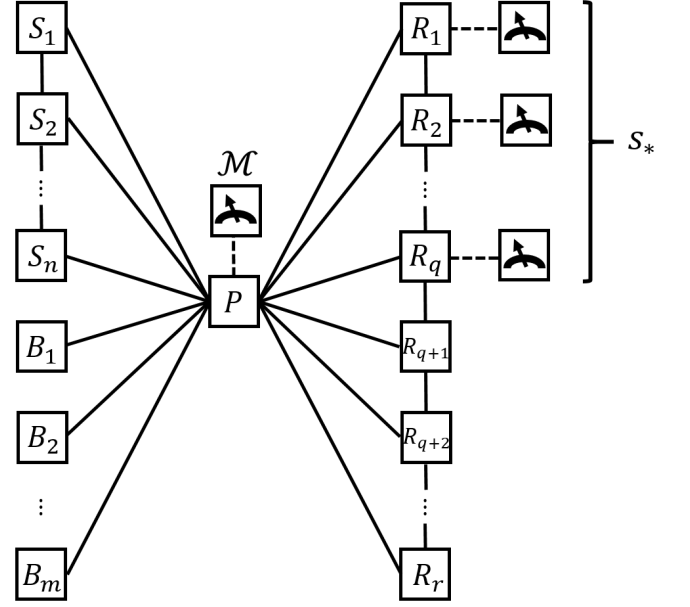 S₁
S₂
⋮
Sₙ
B₁
B₂
⋮
Bₘ
ℳ
P
R₁
R₂
⋮
R_q
R_{q+1}
R_{q+2}
⋮
R_r
s_*